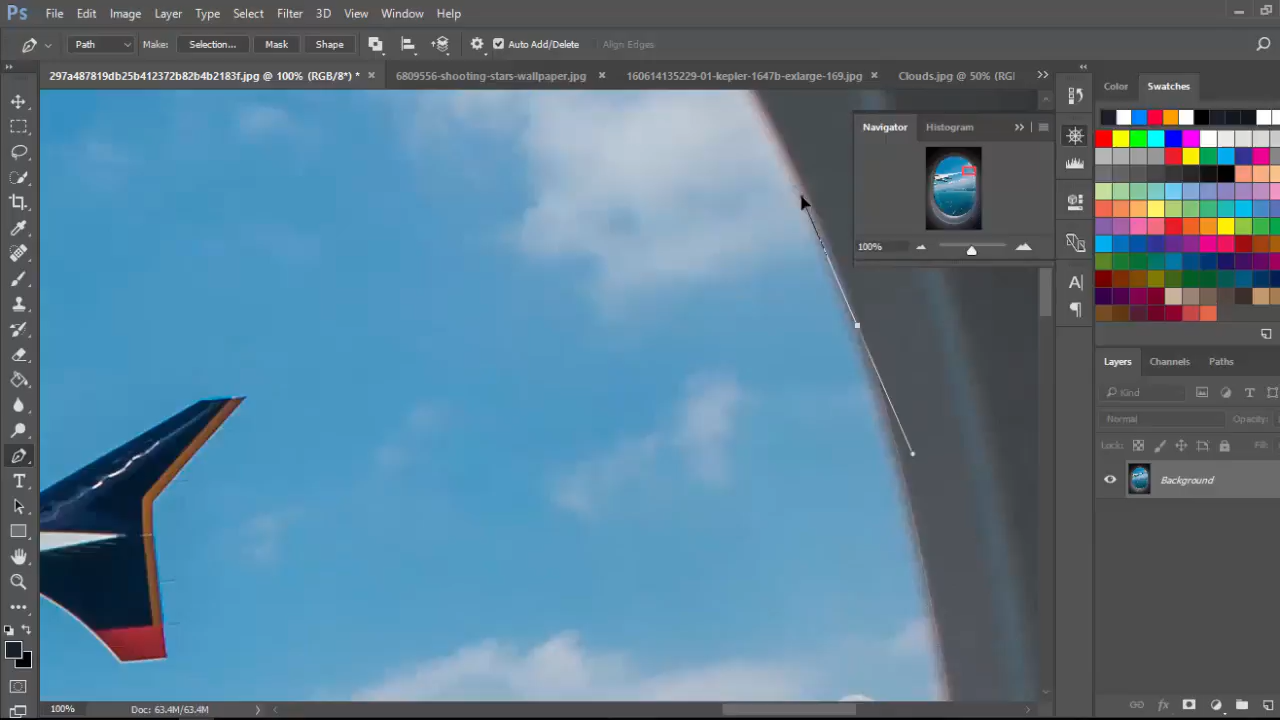 Ps File Edit Image Layer Type Select Filter 3D View Window Help
Path Make: Selection... Mask Shape Auto Add/Delete Align Edges
297a487819db25b412372b82b4b2183f.jpg @ 100% (RGB/8*) * × 6809556-shooting-stars-wallpaper.jpg × 160614135229-01-kepler-1647b-exlarge-169.jpg × Clouds.jpg @ 50% (RGI
Color Swatches
Navigator Histogram
100%
Layers Channels Paths
Kind
Normal Opacity:
Lock:
Background
100% Doc: 63.4M/63.4M